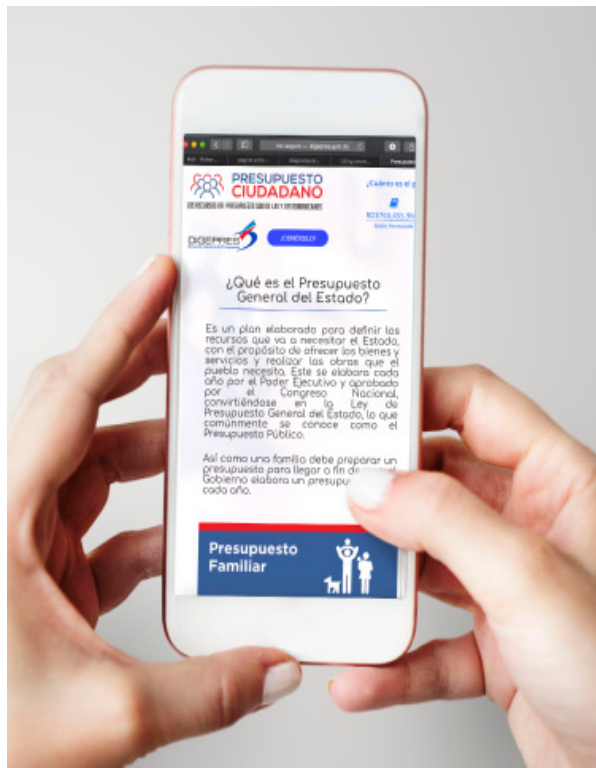 PRESUPUESTO
CIUDADANO
¿Cuánto es el p
DIGEPRES
¡CONÓCELO!
¿Qué es el Presupuesto
General del Estado?
Es un plan elaborado para definir los
recursos que va a necesitar el Estado,
con el propósito de ofrecer los bienes y
servicios y realizar las obras que el
pueblo necesita. Este se elabora cada
año por el Poder Ejecutivo y aprobado
por el Congreso Nacional,
convirtiéndose en la Ley de
Presupuesto General del Estado, lo que
comúnmente se conoce como el
Presupuesto Público.
Así como una familia debe preparar un
presupuesto para llegar a fin de
Gobierno elabora un presupu
cada año.
Presupuesto
Familiar